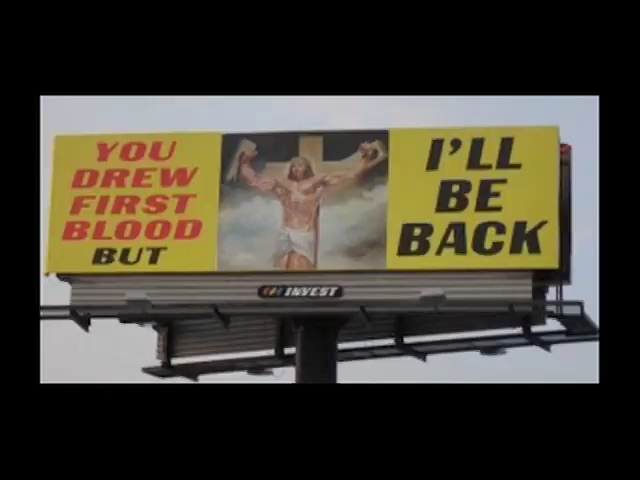 YOU
DREW
FIRST
BLOOD
BUT
I'LL
BE
BACK
INVEST